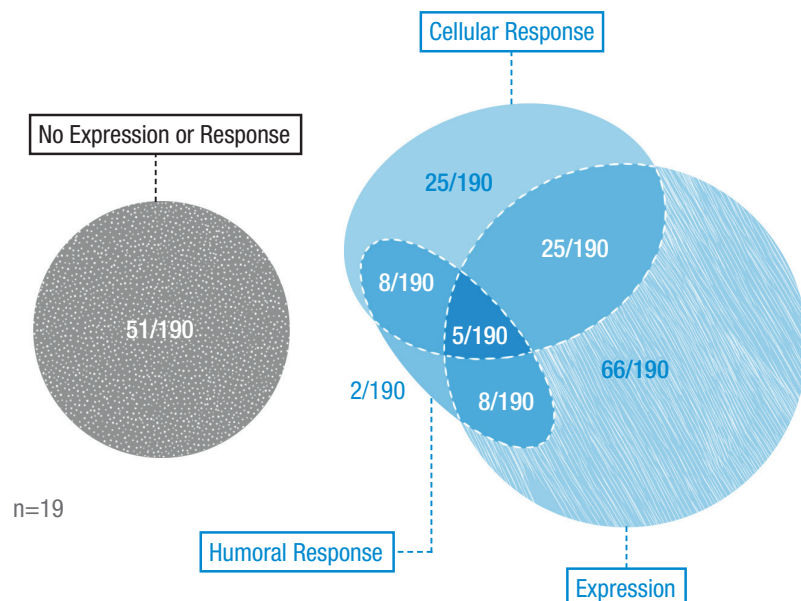 Cellular Response
No Expression or Response
25/190
25/190
8/190
51/190
5/190
66/190
2/190
8/190
n=19
Humoral Response
Expression